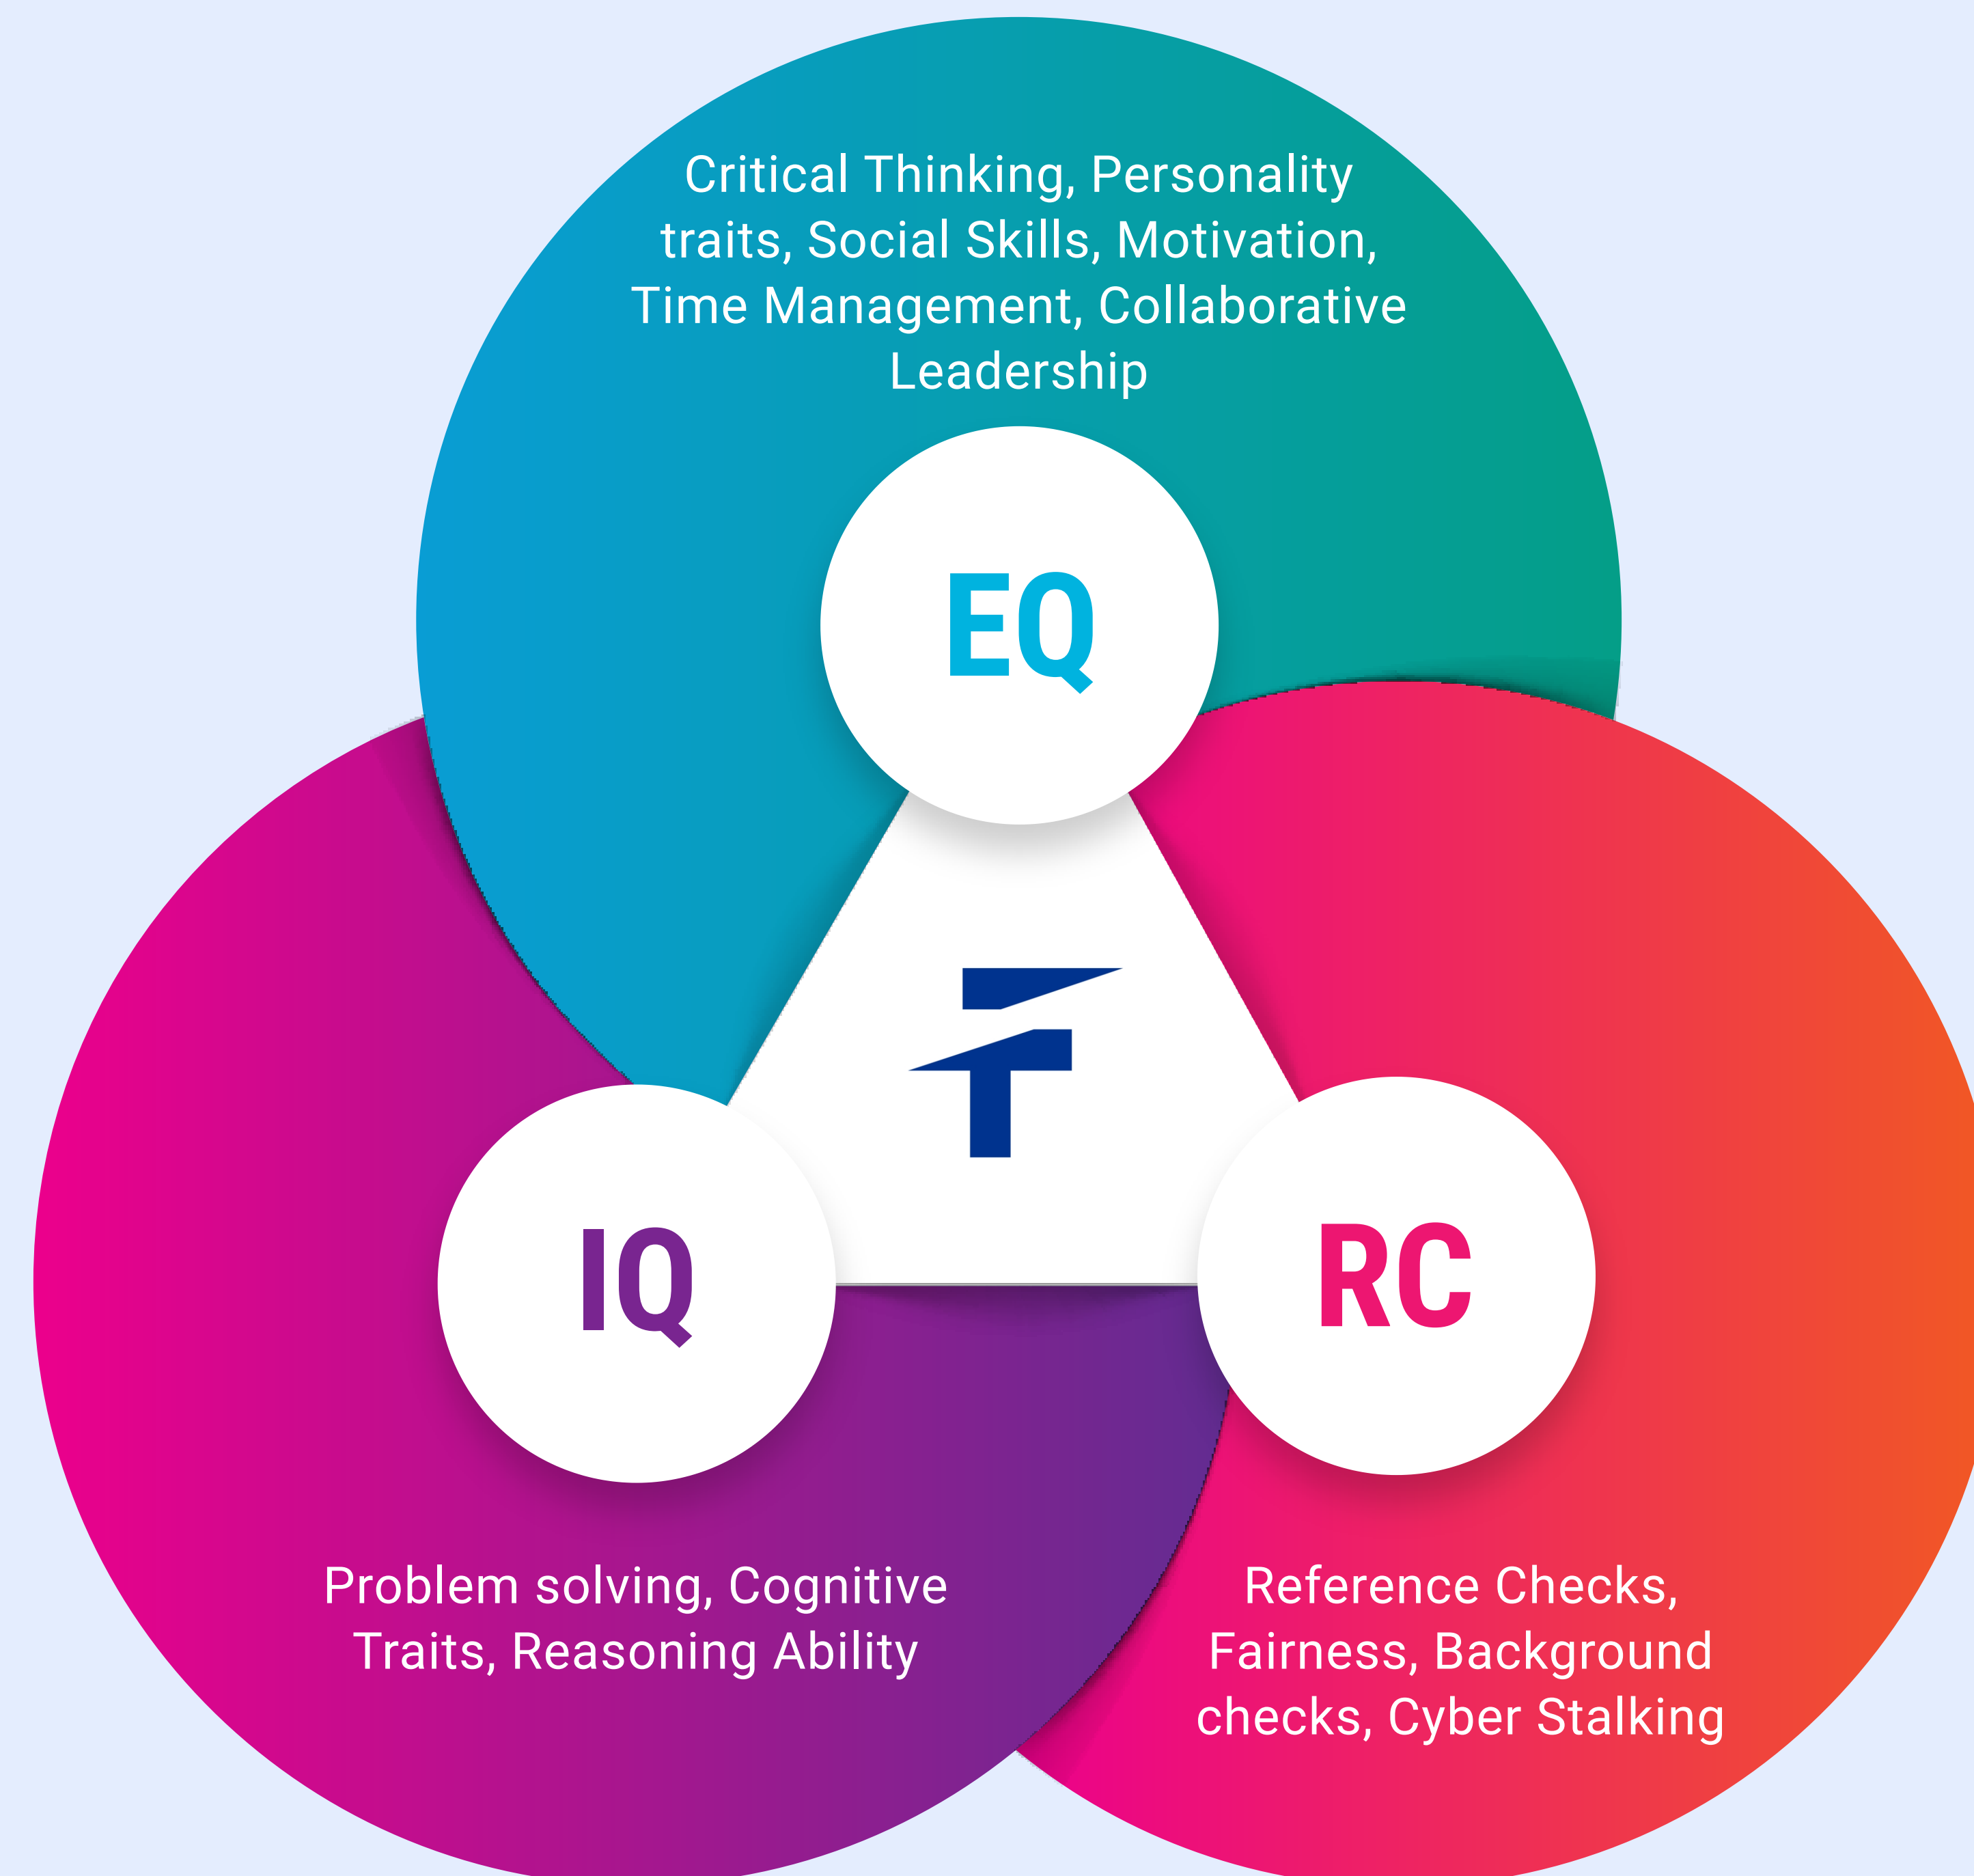 Critical Thinking, Personality
traits, Social Skills, Motivation,
Time Management, Collaborative
Leadership
EQ
IQ
RC
Problem solving, Cognitive
Traits, Reasoning Ability
Reference Checks,
Fairness, Background
checks, Cyber Stalking